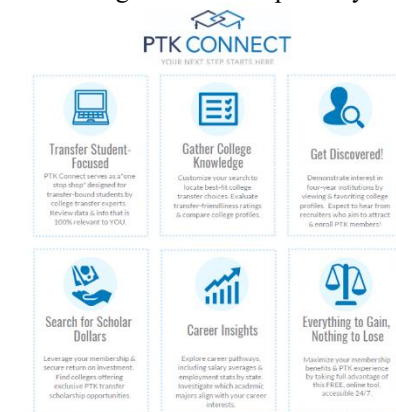 PTK CONNECT
YOUR NEXT STEP STARTS HERE
Transfer Student-
Focused
PTK Connect serves as a "one
stop shop" designed for
transfer-bound students by
college transfer experts.
Review data & info that is
100% relevant to YOU.
Gather College
Knowledge
Customize your search to
locate best-fit college
transfer choices. Evaluate
transfer-friendliness ratings
& compare college profiles.
Get Discovered!
Demonstrate interest in
four-year institutions by
viewing & favoriting college
profiles. Expect to hear from
recruiters who aim to attract
& enroll PTK members!
Search for Scholar
Dollars
Leverage your membership &
secure return on investment.
Find colleges offering
exclusive PTK transfer
scholarship opportunities.
Career Insights
Explore career pathways,
including salary averages &
employment stats by state.
Investigate which academic
majors align with your career
interests.
Everything to Gain,
Nothing to Lose
Maximize your membership
benefits & PTK experience
by taking full advantage of
this FREE, online tool,
accessible 24/7.